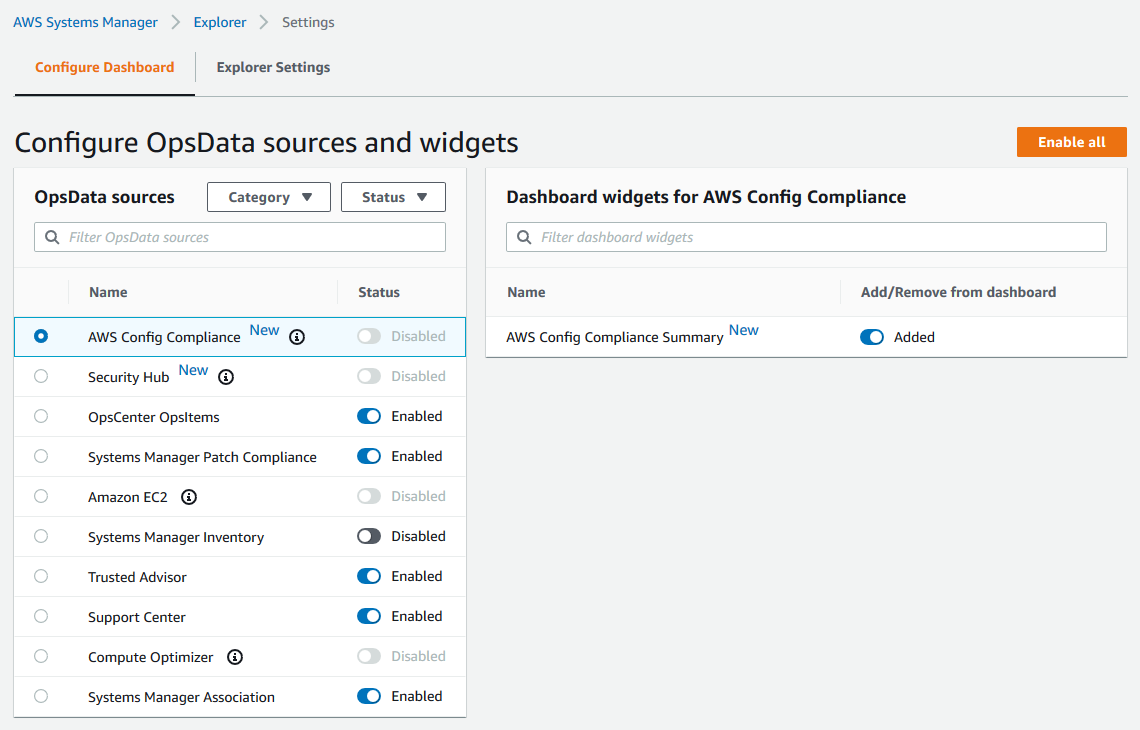 AWS Systems Manager > Explorer > Settings
Configure Dashboard Explorer Settings
Configure OpsData sources and widgets
Enable all
OpsData sources Category Status
Filter OpsData sources
Name Status
AWS Config Compliance New Disabled
Security Hub New Disabled
OpsCenter OpsItems Enabled
Systems Manager Patch Compliance Enabled
Amazon EC2 Disabled
Systems Manager Inventory Disabled
Trusted Advisor Enabled
Support Center Enabled
Compute Optimizer Disabled
Systems Manager Association Enabled
Dashboard widgets for AWS Config Compliance
Filter dashboard widgets
Name Add/Remove from dashboard
AWS Config Compliance Summary New Added